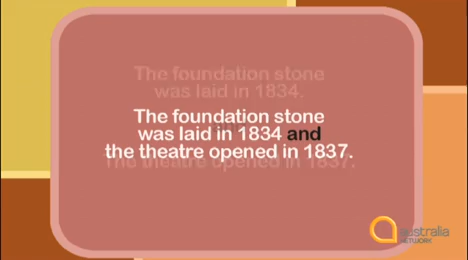 The foundation stone
was laid in 1834.
The foundation stone
was laid in 1834 and
the theatre opened in 1837.
The theatre opened in 1837.
australia
NETWORK